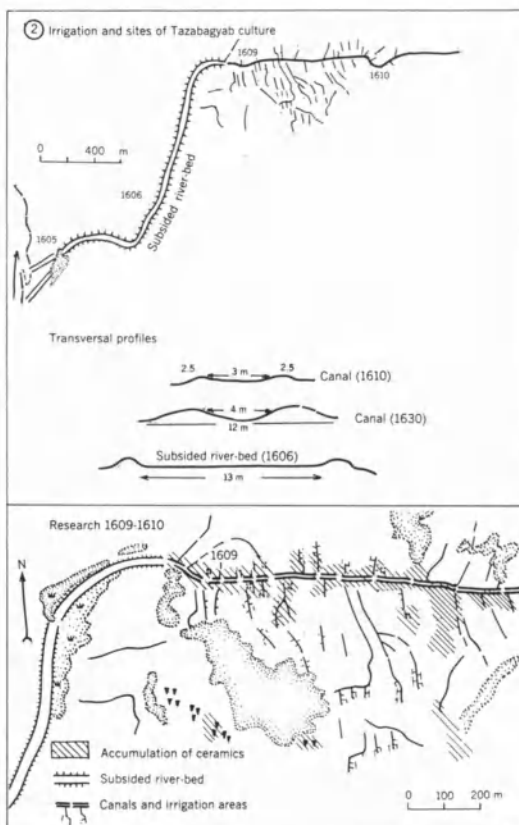 ② Irrigation and sites of Tazabagyab culture
1609
1610
0 400 m
1606
Subsided river-bed
1605
Transversal profiles
2.5 3 m 2.5
Canal (1610)
4 m
Canal (1630)
12 m
Subsided river-bed (1606)
13 m
Research 1609-1610
1609
N
Accumulation of ceramics
Subsided river-bed
Canals and irrigation areas
0 100 200 m